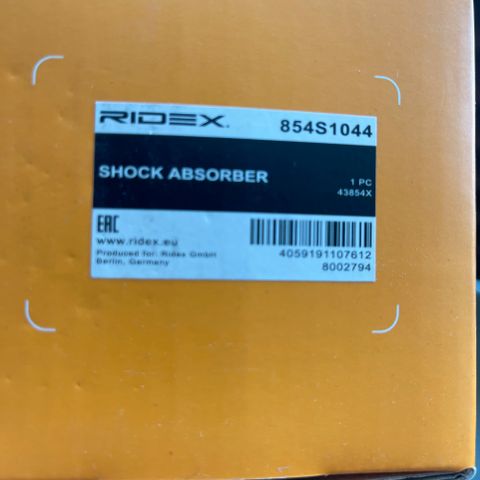 RIDEX. 854S1044
SHOCK ABSORBER
1 PC
43854X
EAC
www.ridex.eu
Produced for: Ridex GmbH
Berlin, Germany
4059191107612
8002794